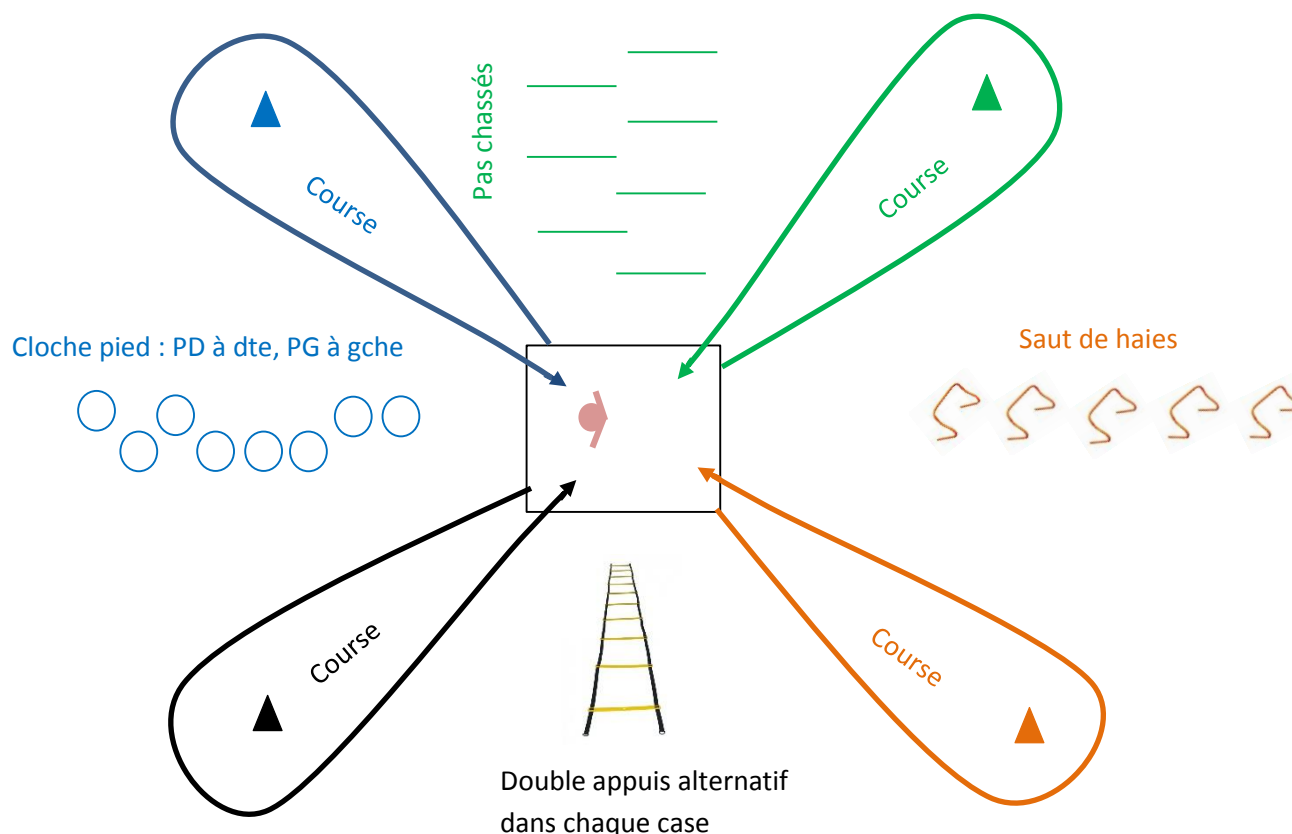 Pas chassés
Course
Course
Cloche pied : PD à dte, PG à gche
Saut de haies
Course
Course
Double appuis alternatif
dans chaque case